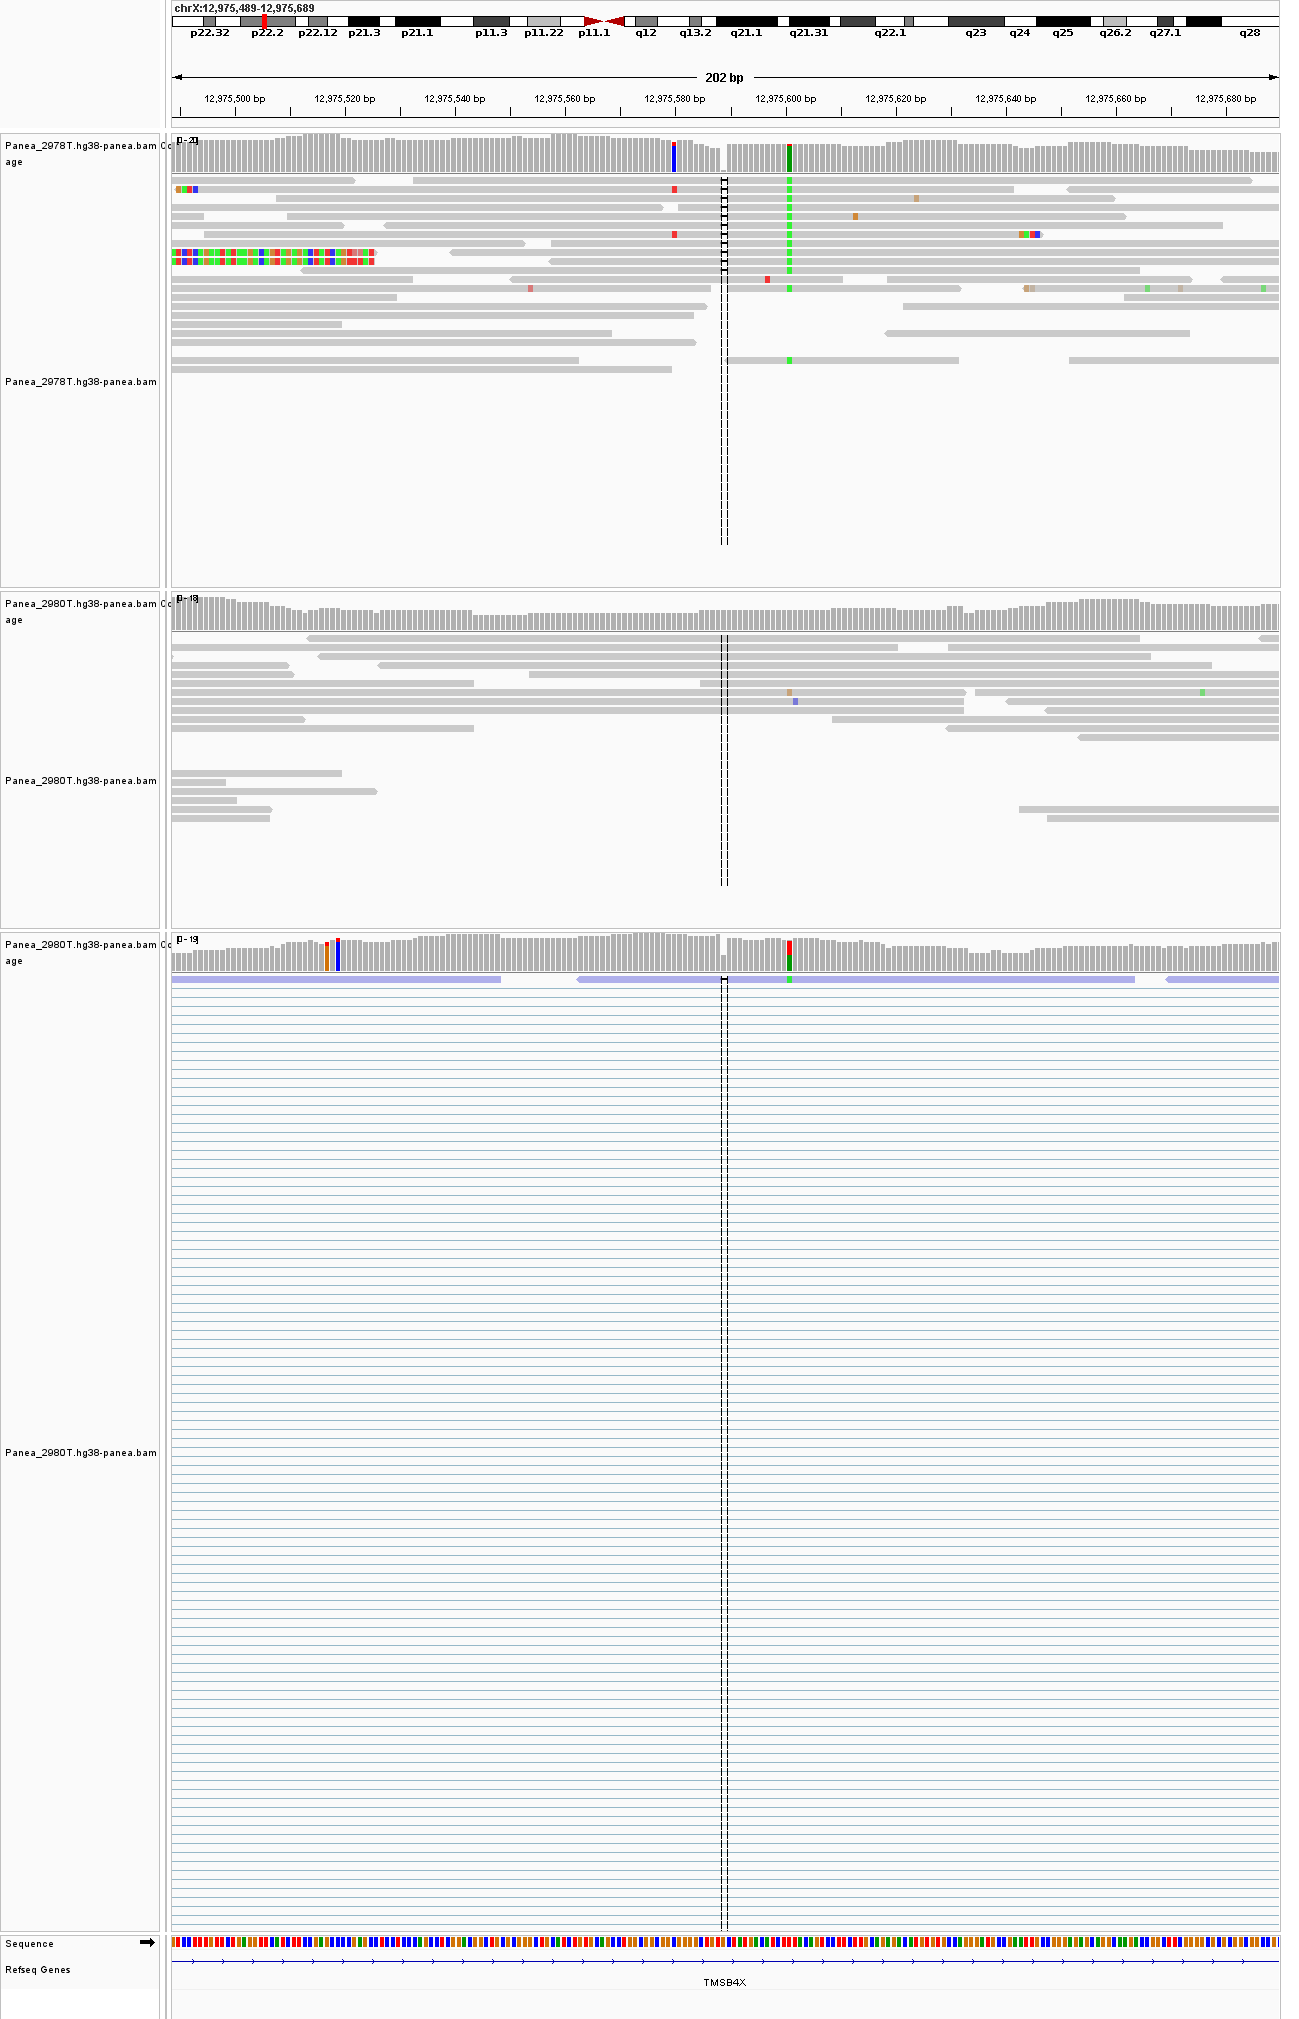 chrX:12,975,489-12,975,689
p22.32 p22.2 p22.12 p21.3 p21.1 p11.3 p11.22 p11.1 q12 q13.2 q21.1 q21.31 q22.1 q23 q24 q25 q26.2 q27.1 q28
202 bp
12,975,500 bp 12,975,520 bp 12,975,540 bp 12,975,560 bp 12,975,580 bp 12,975,600 bp 12,975,620 bp 12,975,640 bp 12,975,660 bp 12,975,680 bp
Panea_2978T.hg38-panea.bam Co [0 - 20]
age
Panea_2978T.hg38-panea.bam
Panea_2980T.hg38-panea.bam Co [0 - 18]
age
Panea_2980T.hg38-panea.bam
Panea_2980T.hg38-panea.bam Co [0 - 19]
age
Panea_2980T.hg38-panea.bam
Sequence
Refseq Genes
TMSB4X